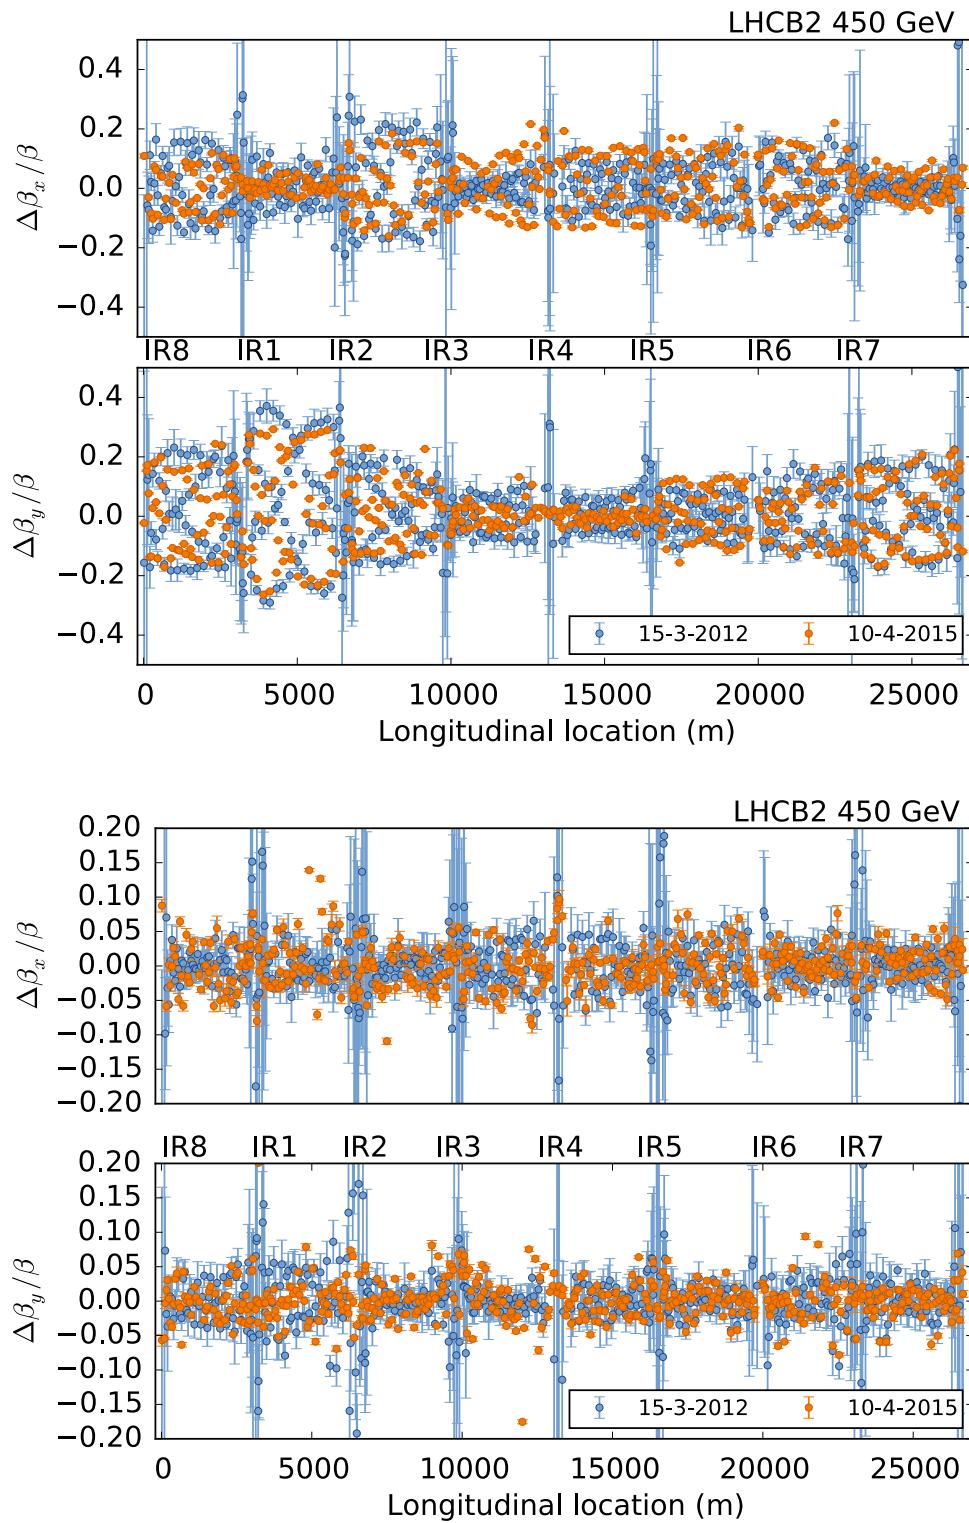 LHCB2 450 GeV
0.4
0.2
0.0
−0.2
−0.4
Δβx/β
IR8 IR1 IR2 IR3 IR4 IR5 IR6 IR7
0.4
0.2
0.0
−0.2
−0.4
Δβy/β
15-3-2012 10-4-2015
0 5000 10000 15000 20000 25000
Longitudinal location (m)
LHCB2 450 GeV
0.20
0.15
0.10
0.05
0.00
−0.05
−0.10
−0.15
−0.20
Δβx/β
IR8 IR1 IR2 IR3 IR4 IR5 IR6 IR7
0.20
0.15
0.10
0.05
0.00
−0.05
−0.10
−0.15
−0.20
Δβy/β
15-3-2012 10-4-2015
0 5000 10000 15000 20000 25000
Longitudinal location (m)